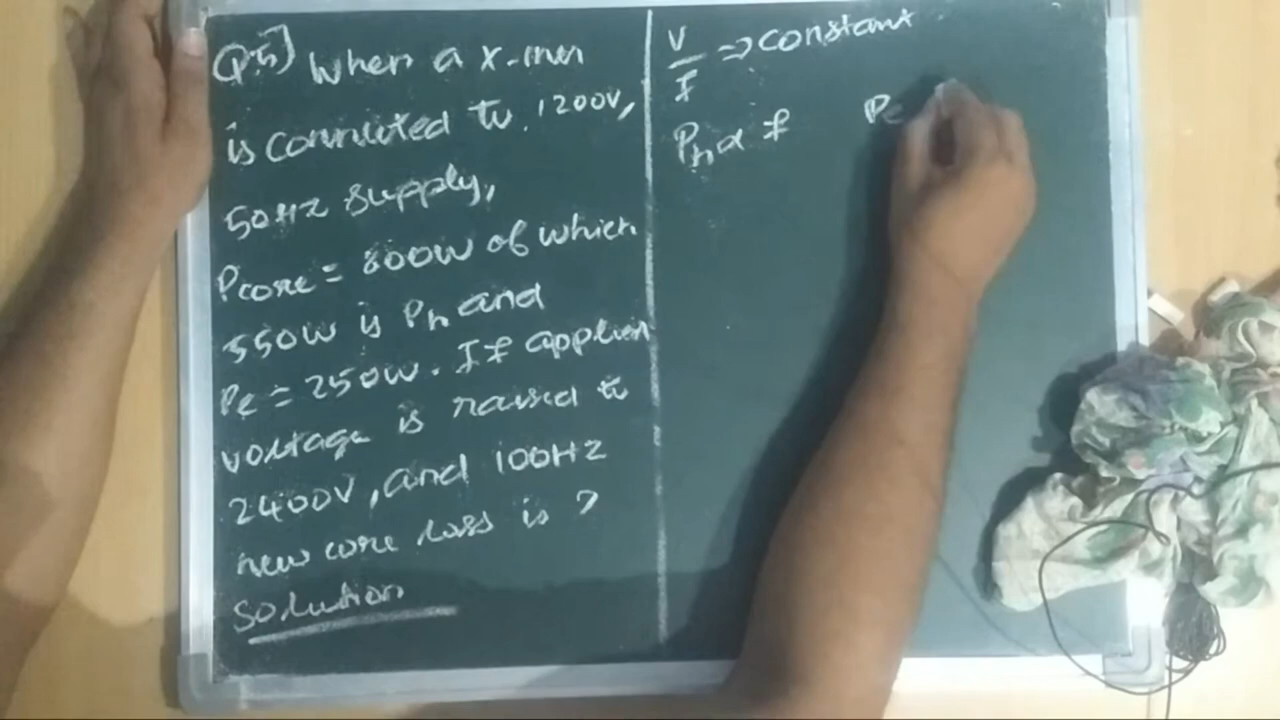 Q.5] When a x-mer
is connected to 1200V,
50Hz supply,
Pcore = 800W of which
550W is Ph and
Pe = 250W. If applied
voltage is raised to
2400V, and 100Hz
new core loss is ?
Solution
V/f => constant
Ph α f Pe